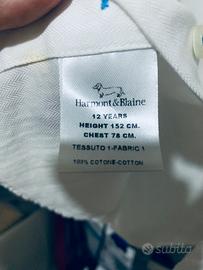 Harmont&Blaine
12 YEARS
HEIGHT 152 CM.
CHEST 78 CM.
TESSUTO 1-FABRIC 1
100% COTONE-COTTON
subito